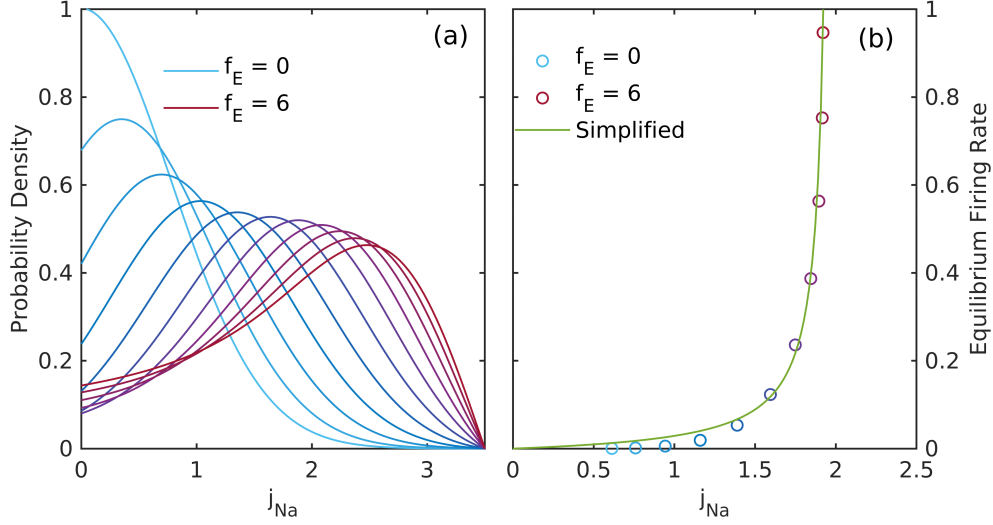 (a)
f_E = 0
f_E = 6
Probability Density
1
0.8
0.6
0.4
0.2
0
0 1 2 3
j_Na
(b)
f_E = 0
f_E = 6
Simplified
Equilibrium Firing Rate
1
0.8
0.6
0.4
0.2
0
0 0.5 1 1.5 2 2.5
j_Na